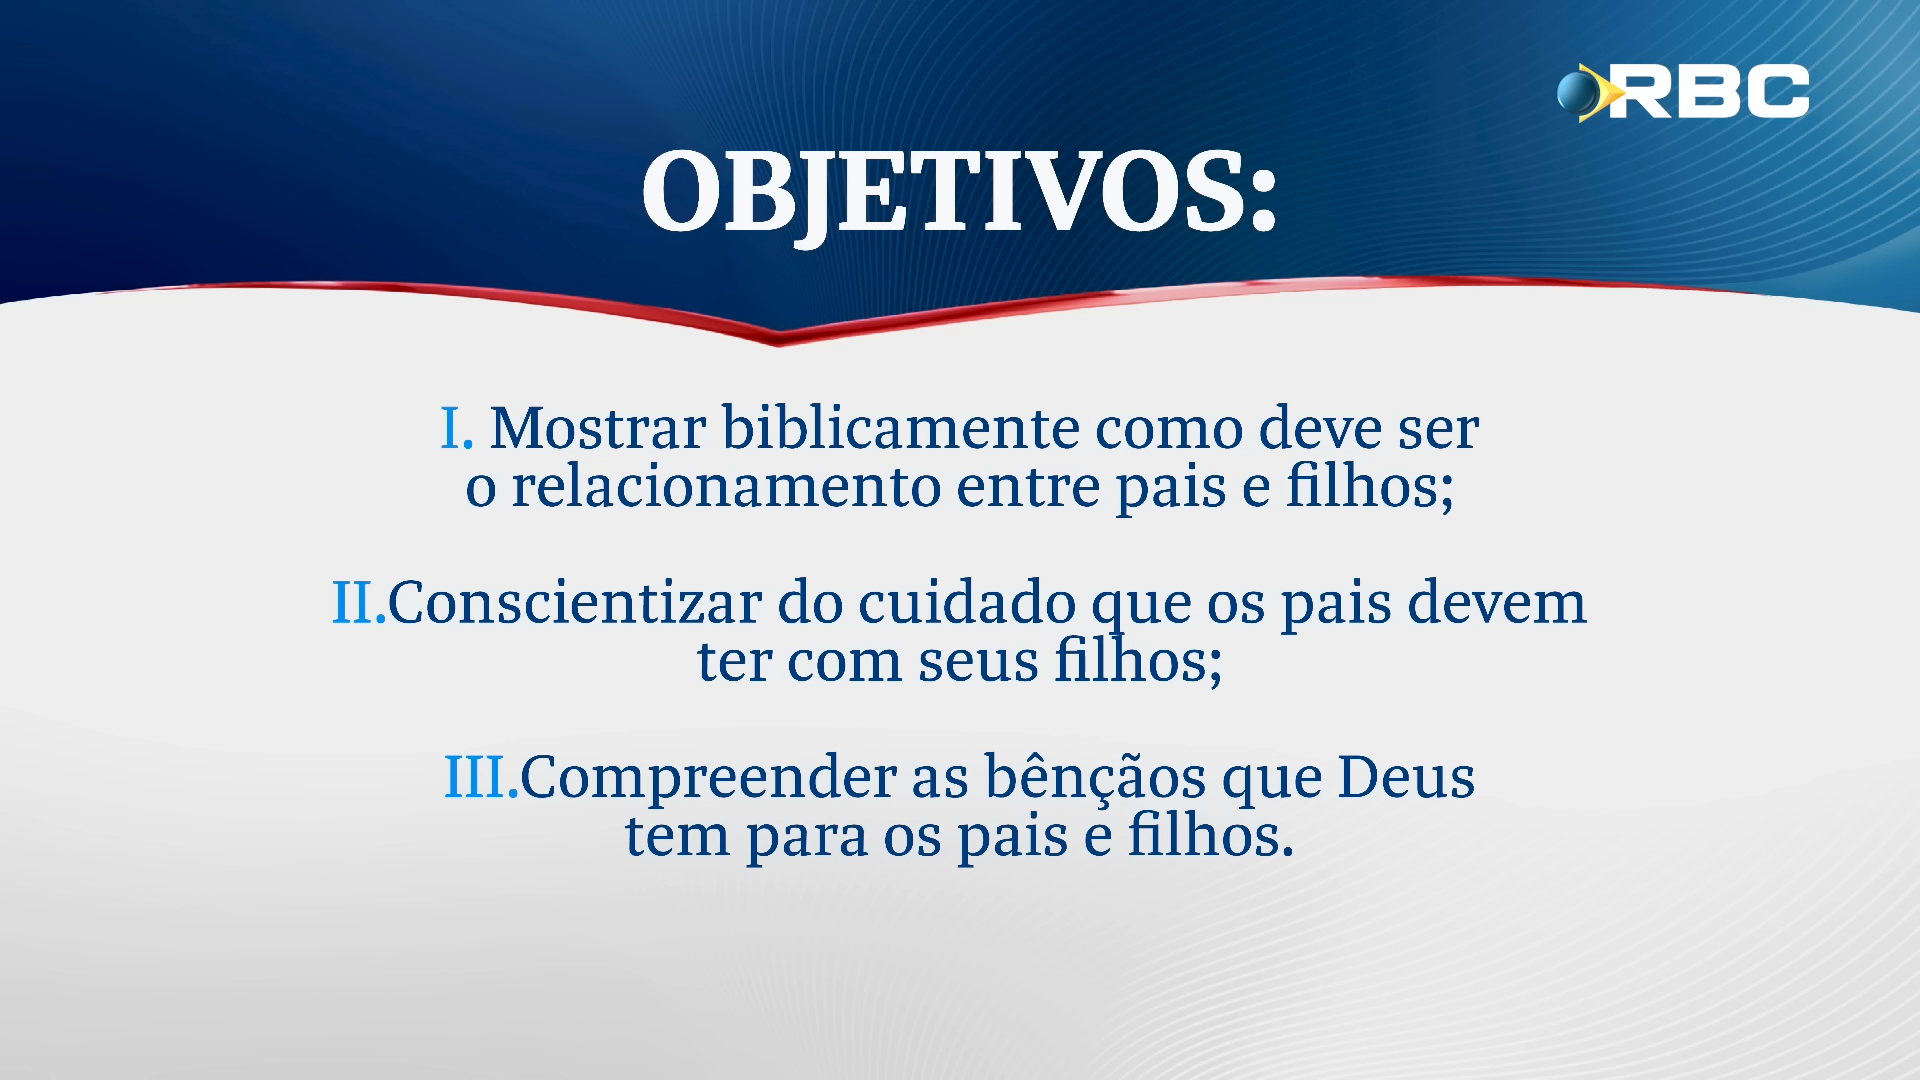 RBC
OBJETIVOS:
I. Mostrar biblicamente como deve ser
o relacionamento entre pais e filhos;
II.Conscientizar do cuidado que os pais devem
ter com seus filhos;
III.Compreender as bênçãos que Deus
tem para os pais e filhos.